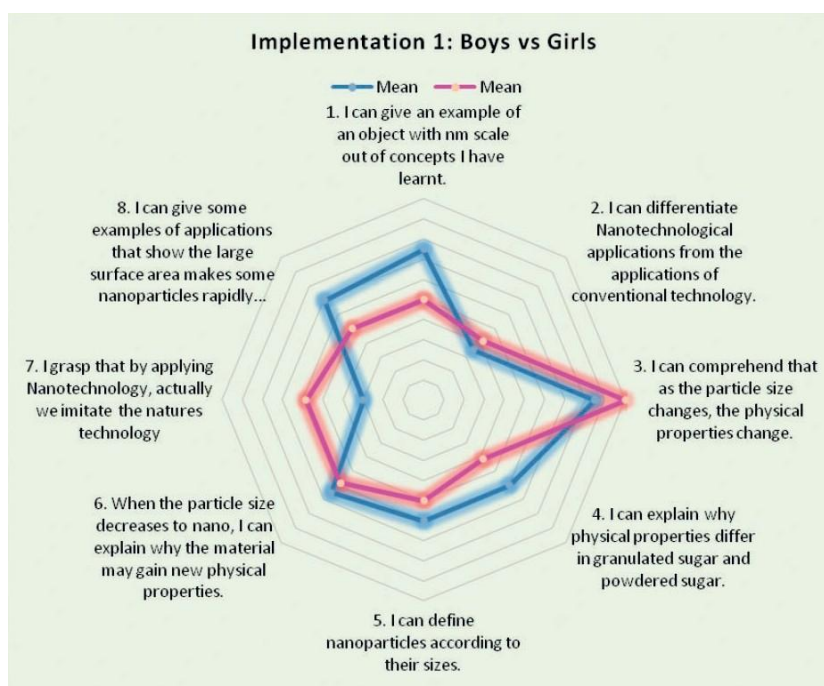 Implementation 1: Boys vs Girls
Mean Mean
1. I can give an example of
an object with nm scale
out of concepts I have
learnt.
2. I can differentiate
Nanotechnological
applications from the
applications of
conventional technology.
3. I can comprehend that
as the particle size
changes, the physical
properties change.
4. I can explain why
physical properties differ
in granulated sugar and
powdered sugar.
5. I can define
nanoparticles according to
their sizes.
6. When the particle size
decreases to nano, I can
explain why the material
may gain new physical
properties.
7. I grasp that by applying
Nanotechnology, actually
we imitate the natures
technology
8. I can give some
examples of applications
that show the large
surface area makes some
nanoparticles rapidly...